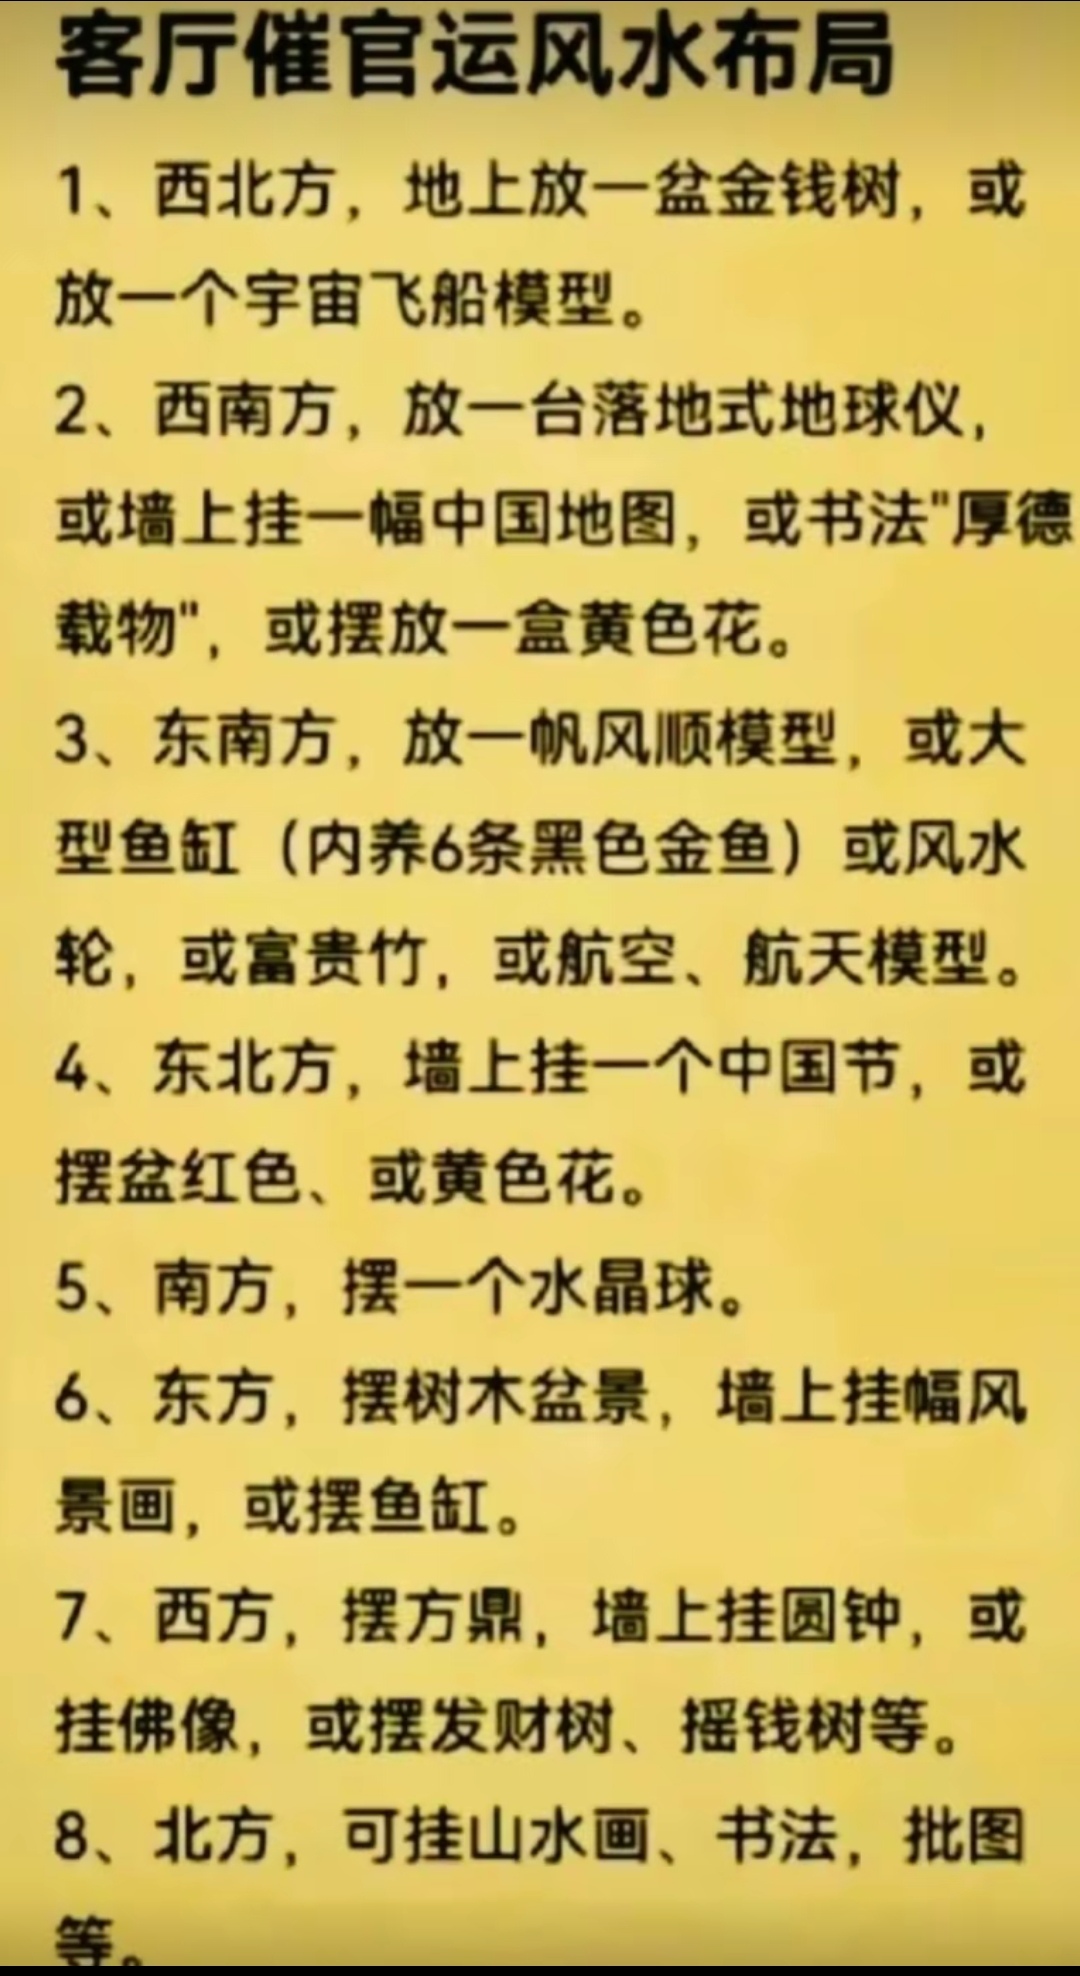 客厅催官运风水布局
1、西北方，地上放一盆金钱树，或
放一个宇宙飞船模型。
2、西南方，放一台落地式地球仪，
或墙上挂一幅中国地图，或书法"厚德
载物"，或摆放一盒黄色花。
3、东南方，放一帆风顺模型，或大
型鱼缸（内养6条黑色金鱼）或风水
轮，或富贵竹，或航空、航天模型。
4、东北方，墙上挂一个中国节，或
摆盆红色、或黄色花。
5、南方，摆一个水晶球。
6、东方，摆树木盆景，墙上挂幅风
景画，或摆鱼缸。
7、西方，摆方鼎，墙上挂圆钟，或
挂佛像，或摆发财树、摇钱树等。
8、北方，可挂山水画、书法，批图
等。